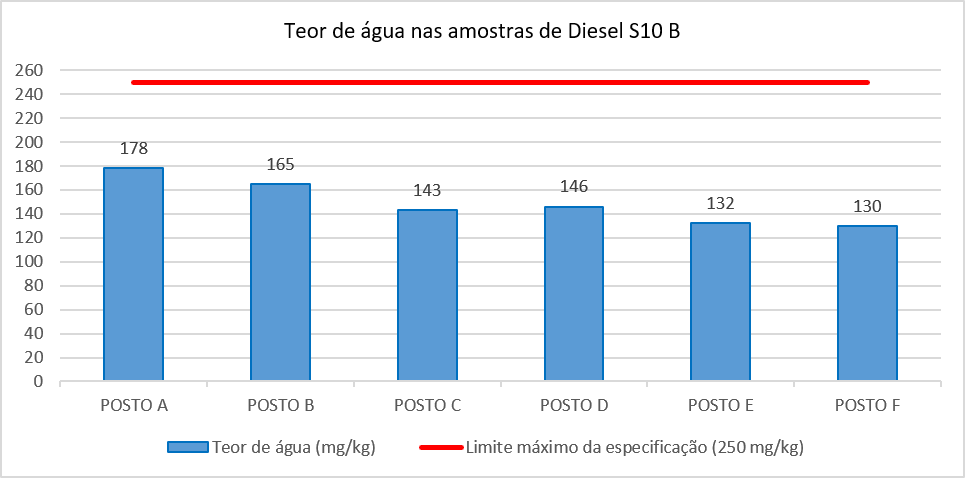 Teor de água nas amostras de Diesel S10 B
260
240
220
200
180
160
140
120
100
80
60
40
20
0
178
165
143
146
132
130
POSTO A
POSTO B
POSTO C
POSTO D
POSTO E
POSTO F
Teor de água (mg/kg)
Limite máximo da especificação (250 mg/kg)